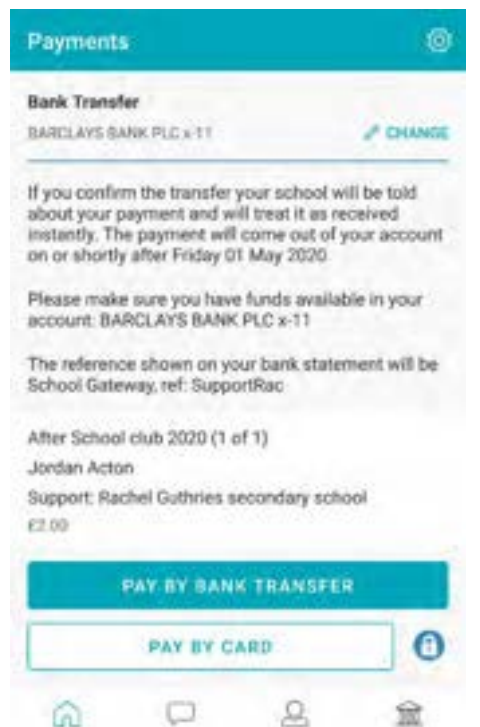 Payments
Bank Transfer
BARCLAYS BANK PLC x-11
CHANGE
If you confirm the transfer your school will be told
about your payment and will treat it as received
instantly. The payment will come out of your account
on or shortly after Friday 01 May 2020.
Please make sure you have funds available in your
account: BARCLAYS BANK PLC x-11
The reference shown on your bank statement will be
School Gateway, ref: SupportRac
After School club 2020 (1 of 1)
Jordan Acton
Support: Rachel Guthries secondary school
£2.00
PAY BY BANK TRANSFER
PAY BY CARD